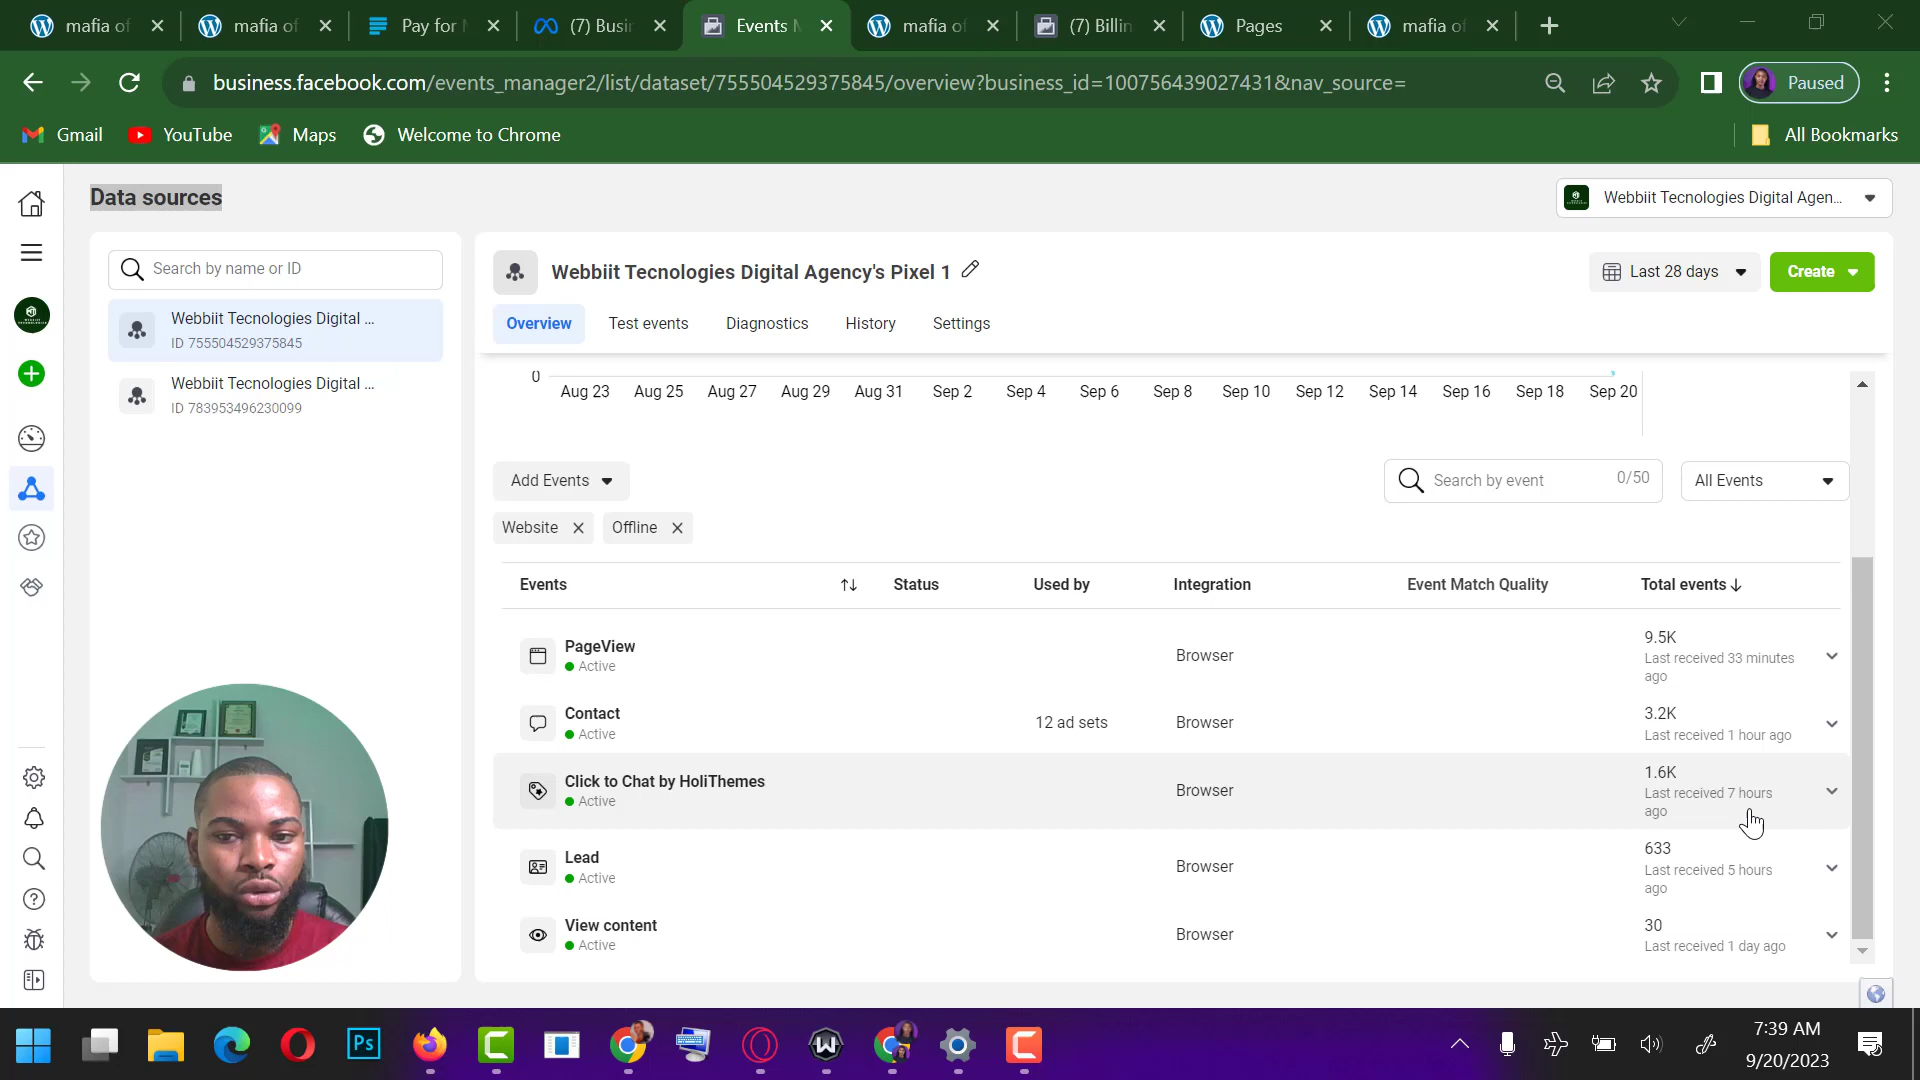 mafia of
mafia of
Pay for
(7) Busi
Events M
mafia of
(7) Billin
Pages
mafia of
business.facebook.com/events_manager2/list/dataset/755504529375845/overview?business_id=100756439027431&nav_source=
Paused
Gmail
YouTube
Maps
Welcome to Chrome
All Bookmarks
Data sources
Webbiit Tecnologies Digital Agen...
Search by name or ID
Webbiit Tecnologies Digital ...
ID 755504529375845
Webbiit Tecnologies Digital ...
ID 783953496230099
Webbiit Tecnologies Digital Agency's Pixel 1
Last 28 days
Create
Overview
Test events
Diagnostics
History
Settings
0
Aug 23 Aug 25 Aug 27 Aug 29 Aug 31 Sep 2 Sep 4 Sep 6 Sep 8 Sep 10 Sep 12 Sep 14 Sep 16 Sep 18 Sep 20
Add Events
Search by event
0/50
All Events
Website
Offline
Events Status Used by Integration Event Match Quality Total events
PageView
Active
Browser
9.5K
Last received 33 minutes
ago
Contact
Active
12 ad sets
Browser
3.2K
Last received 1 hour ago
Click to Chat by HoliThemes
Active
Browser
1.6K
Last received 7 hours
ago
Lead
Active
Browser
633
Last received 5 hours
ago
View content
Active
Browser
30
Last received 1 day ago
Ps
7:39 AM
9/20/2023